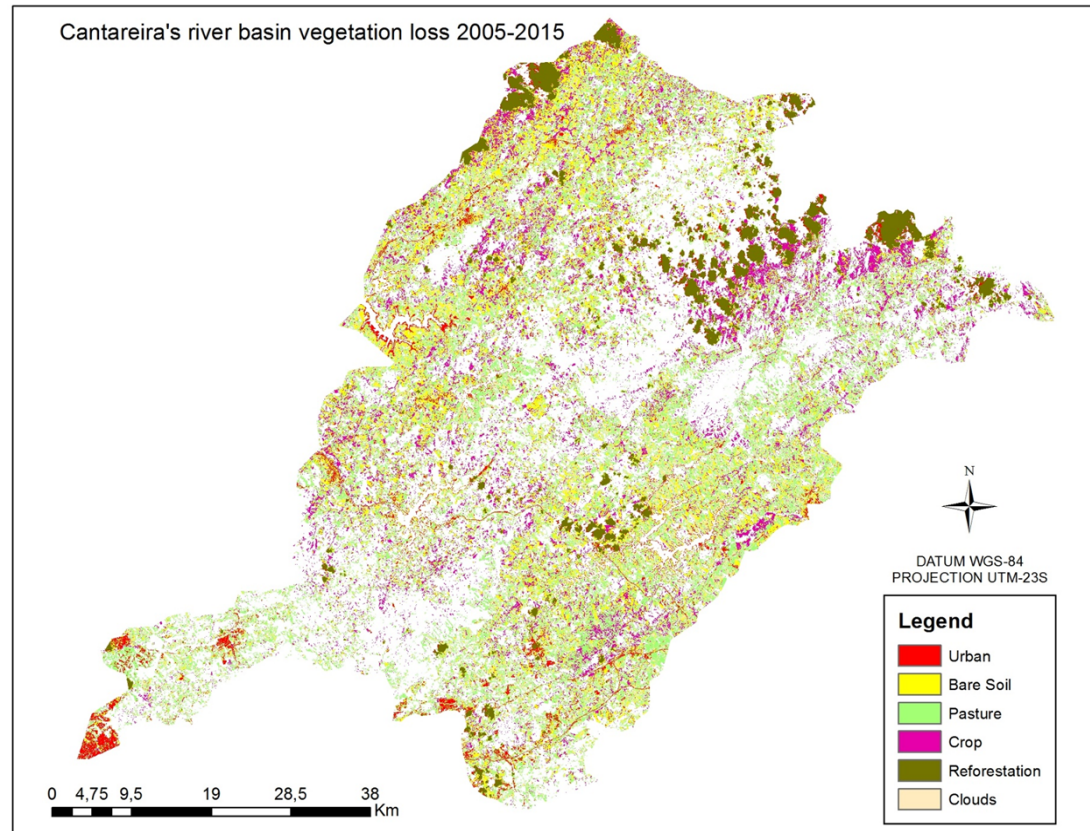 Cantareira's river basin vegetation loss 2005-2015
N
DATUM WGS-84
PROJECTION UTM-23S
Legend
Urban
Bare Soil
Pasture
Crop
Reforestation
Clouds
0 4,75 9,5 19 28,5 38
Km